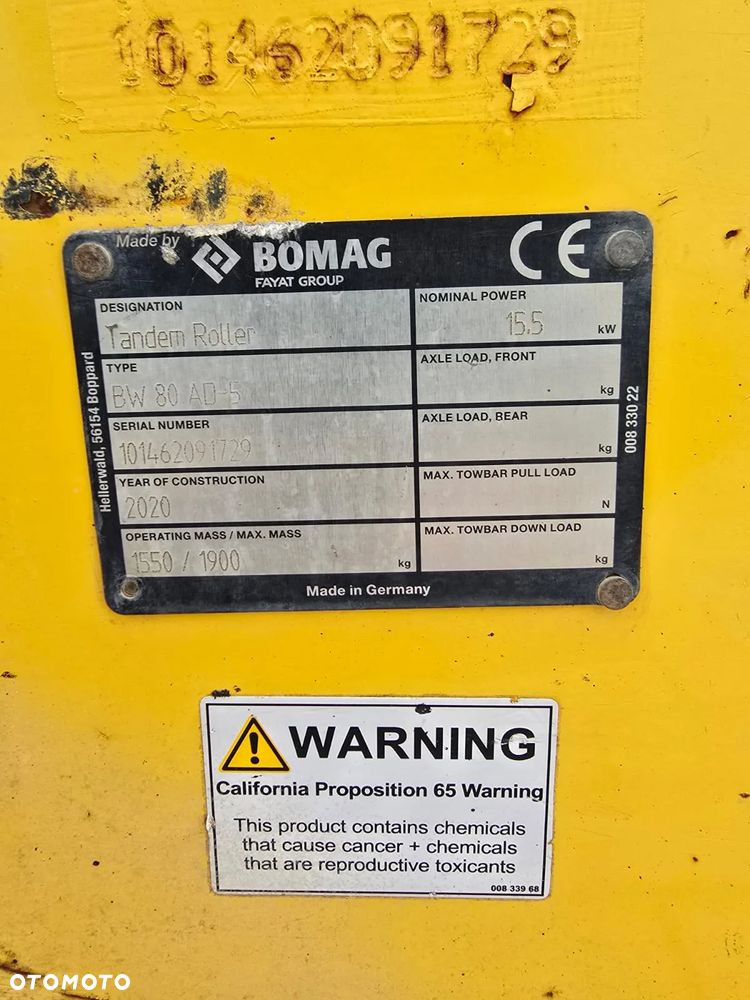 101462091729
Made by BOMAG CE
FAYAT GROUP
DESIGNATION
Tandem Roller
NOMINAL POWER
15.5 kW
TYPE
BW 80 AD-5
AXLE LOAD, FRONT
kg
SERIAL NUMBER
101462091729
AXLE LOAD, BEAR
kg
YEAR OF CONSTRUCTION
2020
MAX. TOWBAR PULL LOAD
N
OPERATING MASS / MAX. MASS
1550 / 1900 kg
MAX. TOWBAR DOWN LOAD
kg
Made in Germany
Hellerwald, 56154 Boppard
008 330 22
WARNING
California Proposition 65 Warning
This product contains chemicals
that cause cancer + chemicals
that are reproductive toxicants
008 339 68
OTOMOTO